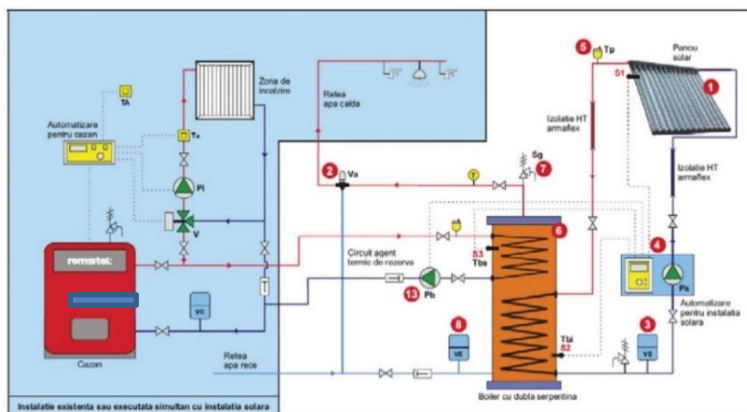 Zona de
incalzim
TA
Automatizare
pentru cazan
Te
Pi
V
remstal
VE
Cazan
Retea
apa calda
2
Va
T
Sg
7
5
Tp
Panou
solar
S1
1
Izolatie HT
armaflex
Izolatie HT
armaflex
6
S3
Tbs
Circuit agent
termic de rezerva
13
Pb
4
Ps
Automatizare
pentru instalatia
solara
Tbi
S2
8
VE
3
VE
Retea
apa rece
Boiler cu dubla serpentina
Instalatie existenta sau executata simultan cu instalatia solara